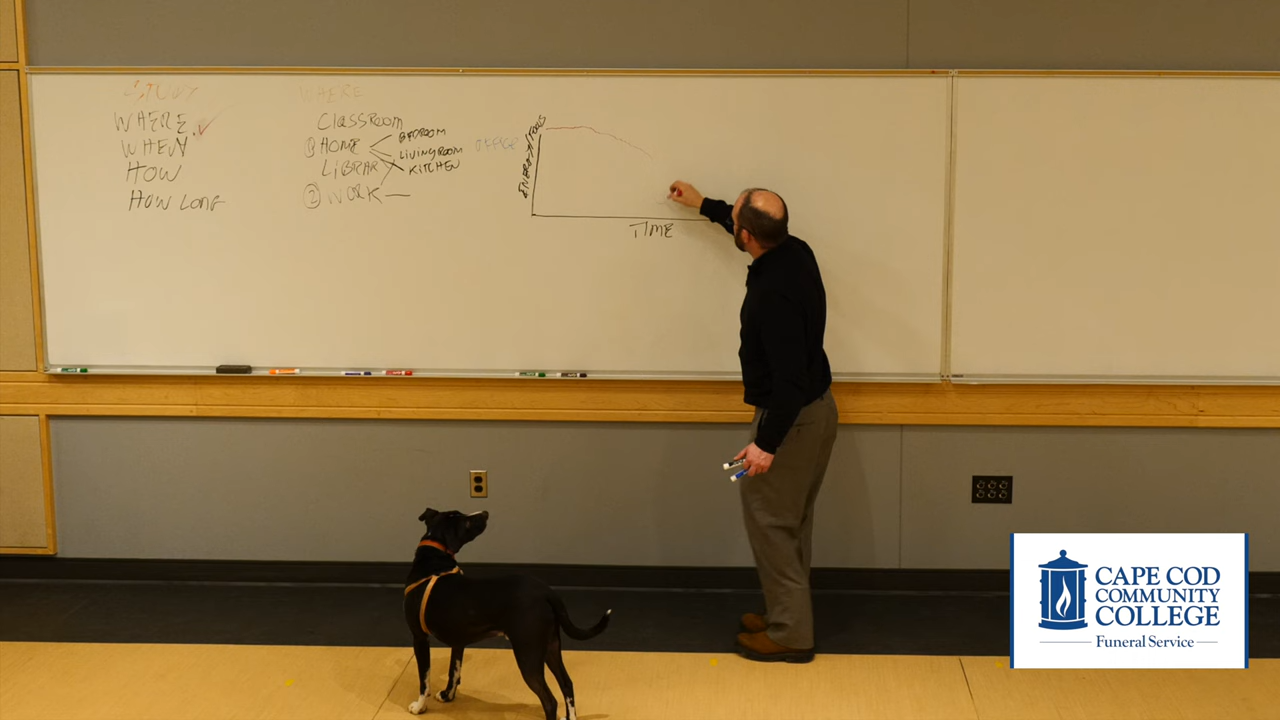 STUDY
WHERE
WHEN
HOW
HOW LONG
WHERE
CLASSROOM
① HOME
BEDROOM
LIVINGROOM
KITCHEN
OFFICE
LIBRARY
② WORK
ENERGY/FOCUS
TIME
CAPE COD
COMMUNITY
COLLEGE
Funeral Service